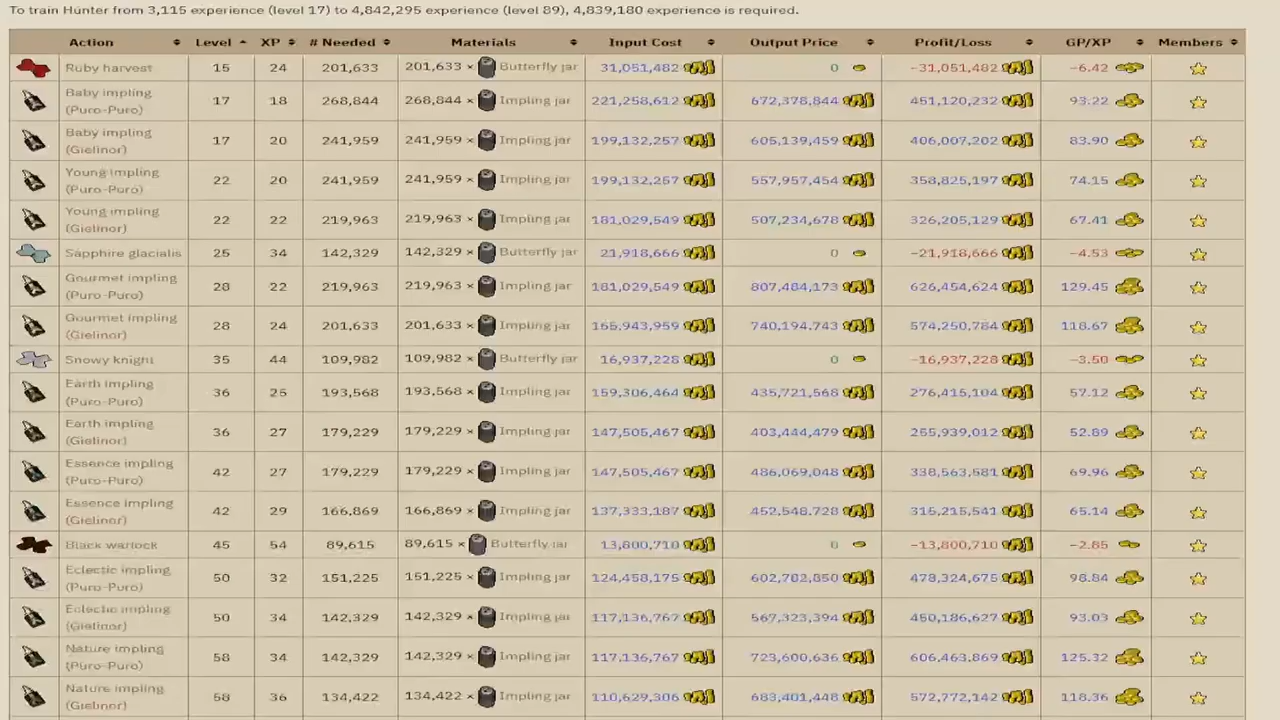 To train Hunter from 3,115 experience (level 17) to 4,842,295 experience (level 89), 4,839,180 experience is required.
Action Level XP # Needed Materials Input Cost Output Price Profit/Loss GP/XP Members
Ruby harvest 15 24 201,633 201,633 × Butterfly jar 31,051,482 0 −31,051,482 −6.42
Baby impling (Puro-Puro) 17 18 268,844 268,844 × Impling jar 221,258,612 672,378,844 451,120,232 93.22
Baby impling (Gielinor) 17 20 241,959 241,959 × Impling jar 199,132,257 605,139,459 406,007,202 83.90
Young impling (Puro-Puro) 22 20 241,959 241,959 × Impling jar 199,132,257 557,957,454 358,825,197 74.15
Young impling (Gielinor) 22 22 219,963 219,963 × Impling jar 181,029,549 507,234,678 326,205,129 67.41
Sapphire glacialis 25 34 142,329 142,329 × Butterfly jar 21,918,666 0 −21,918,666 −4.53
Gourmet impling (Puro-Puro) 28 22 219,963 219,963 × Impling jar 181,029,549 807,484,173 626,454,624 129.45
Gourmet impling (Gielinor) 28 24 201,633 201,633 × Impling jar 165,943,959 740,194,743 574,250,784 118.67
Snowy knight 35 44 109,982 109,982 × Butterfly jar 16,937,228 0 −16,937,228 −3.50
Earth impling (Puro-Puro) 36 25 193,568 193,568 × Impling jar 159,306,464 435,721,568 276,415,104 57.12
Earth impling (Gielinor) 36 27 179,229 179,229 × Impling jar 147,505,467 403,444,479 255,939,012 52.89
Essence impling (Puro-Puro) 42 27 179,229 179,229 × Impling jar 147,505,467 486,069,048 338,563,581 69.96
Essence impling (Gielinor) 42 29 166,869 166,869 × Impling jar 137,333,187 452,548,728 315,215,541 65.14
Black warlock 45 54 89,615 89,615 × Butterfly jar 13,800,710 0 −13,800,710 −2.85
Eclectic impling (Puro-Puro) 50 32 151,225 151,225 × Impling jar 124,458,175 602,782,850 478,324,675 98.84
Eclectic impling (Gielinor) 50 34 142,329 142,329 × Impling jar 117,136,767 567,323,394 450,186,627 93.03
Nature impling (Puro-Puro) 58 34 142,329 142,329 × Impling jar 117,136,767 723,600,636 606,463,869 125.32
Nature impling (Gielinor) 58 36 134,422 134,422 × Impling jar 110,629,306 683,401,448 572,772,142 118.36